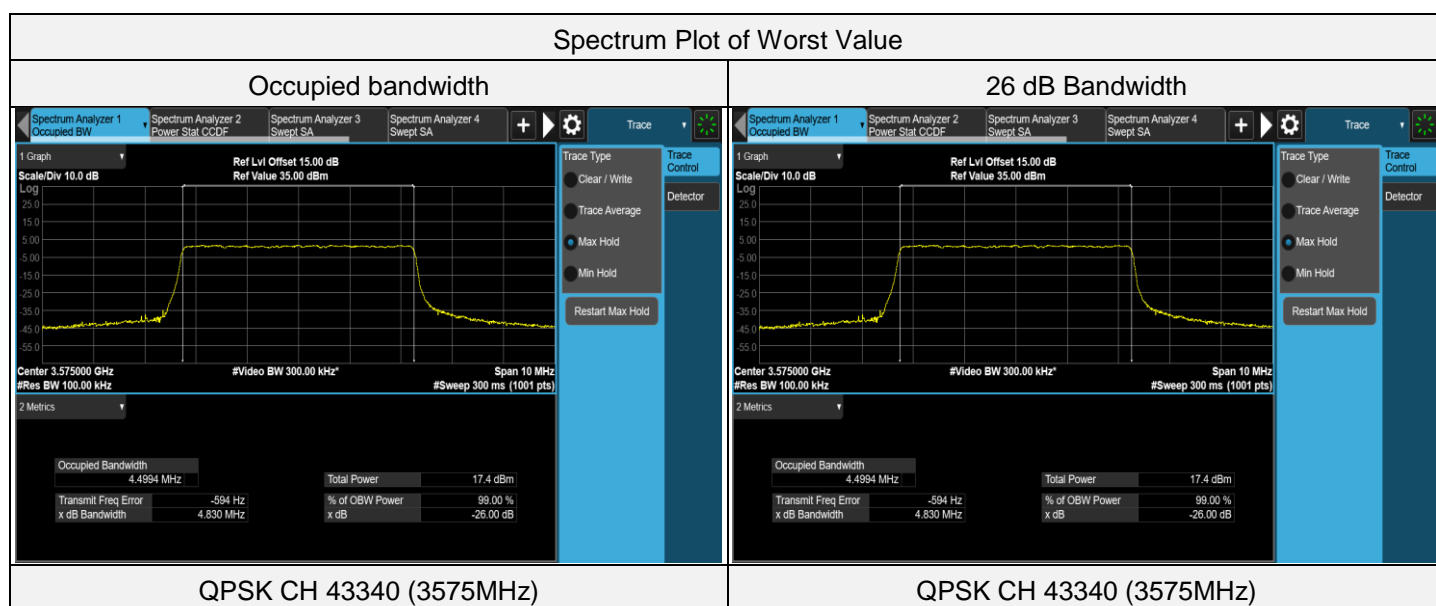 Spectrum Plot of Worst Value
Occupied bandwidth
26 dB Bandwidth
Spectrum Analyzer 1
Occupied BW
Spectrum Analyzer 2
Power Stat CCDF
Spectrum Analyzer 3
Swept SA
Spectrum Analyzer 4
Swept SA
+
Trace
1 Graph
Ref Lvl Offset 15.00 dB
Scale/Div 10.0 dB
Ref Value 35.00 dBm
Log
25.0
15.0
5.00
-5.00
-15.0
-25.0
-35.0
-45.0
-55.0
Center 3.575000 GHz
#Video BW 300.00 kHz*
Span 10 MHz
#Res BW 100.00 kHz
#Sweep 300 ms (1001 pts)
Trace Type
Clear / Write
Trace Average
Max Hold
Min Hold
Restart Max Hold
Trace
Control
Detector
2 Metrics
Occupied Bandwidth
4.4994 MHz
Total Power 17.4 dBm
Transmit Freq Error -594 Hz
% of OBW Power 99.00 %
x dB Bandwidth 4.830 MHz
x dB -26.00 dB
Spectrum Analyzer 1
Occupied BW
Spectrum Analyzer 2
Power Stat CCDF
Spectrum Analyzer 3
Swept SA
Spectrum Analyzer 4
Swept SA
+
Trace
1 Graph
Ref Lvl Offset 15.00 dB
Scale/Div 10.0 dB
Ref Value 35.00 dBm
Log
25.0
15.0
5.00
-5.00
-15.0
-25.0
-35.0
-45.0
-55.0
Center 3.575000 GHz
#Video BW 300.00 kHz*
Span 10 MHz
#Res BW 100.00 kHz
#Sweep 300 ms (1001 pts)
Trace Type
Clear / Write
Trace Average
Max Hold
Min Hold
Restart Max Hold
Trace
Control
Detector
2 Metrics
Occupied Bandwidth
4.4994 MHz
Total Power 17.4 dBm
Transmit Freq Error -594 Hz
% of OBW Power 99.00 %
x dB Bandwidth 4.830 MHz
x dB -26.00 dB
QPSK CH 43340 (3575MHz)
QPSK CH 43340 (3575MHz)